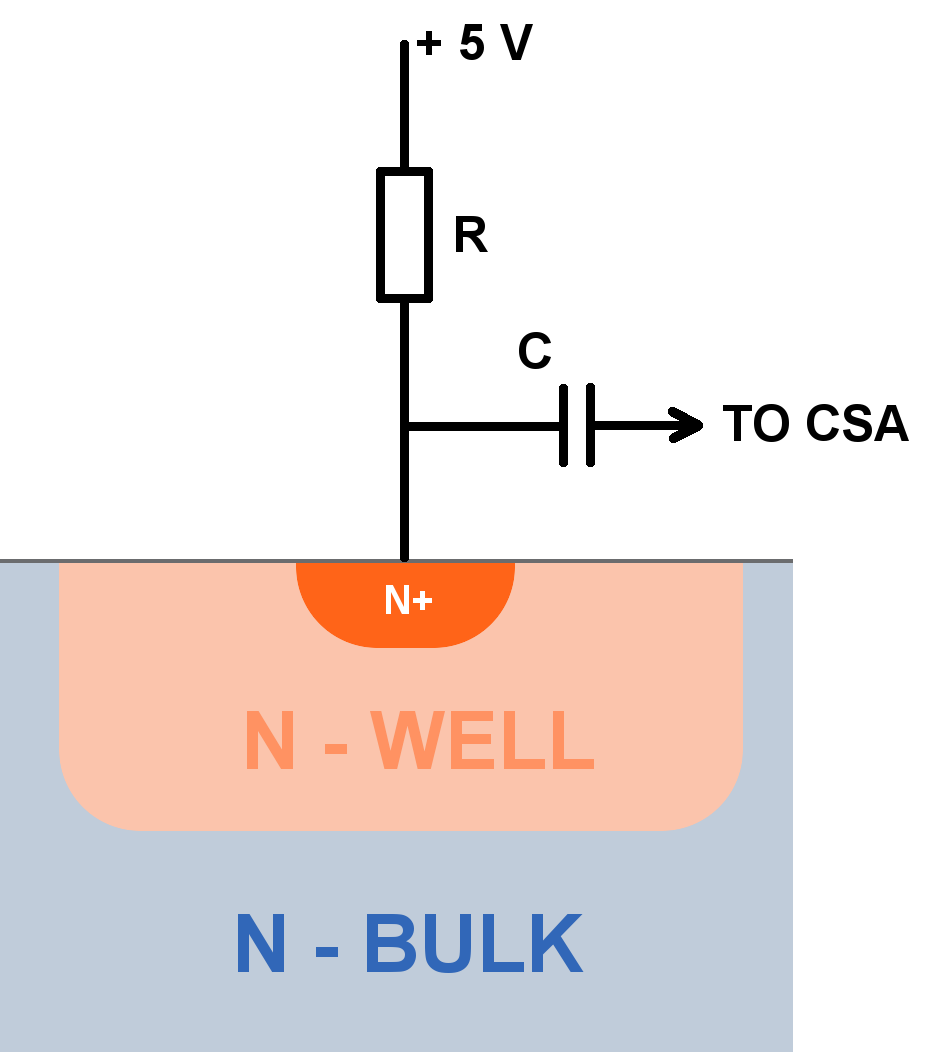 + 5 V
R
C
TO CSA
N+
N - WELL
N - BULK